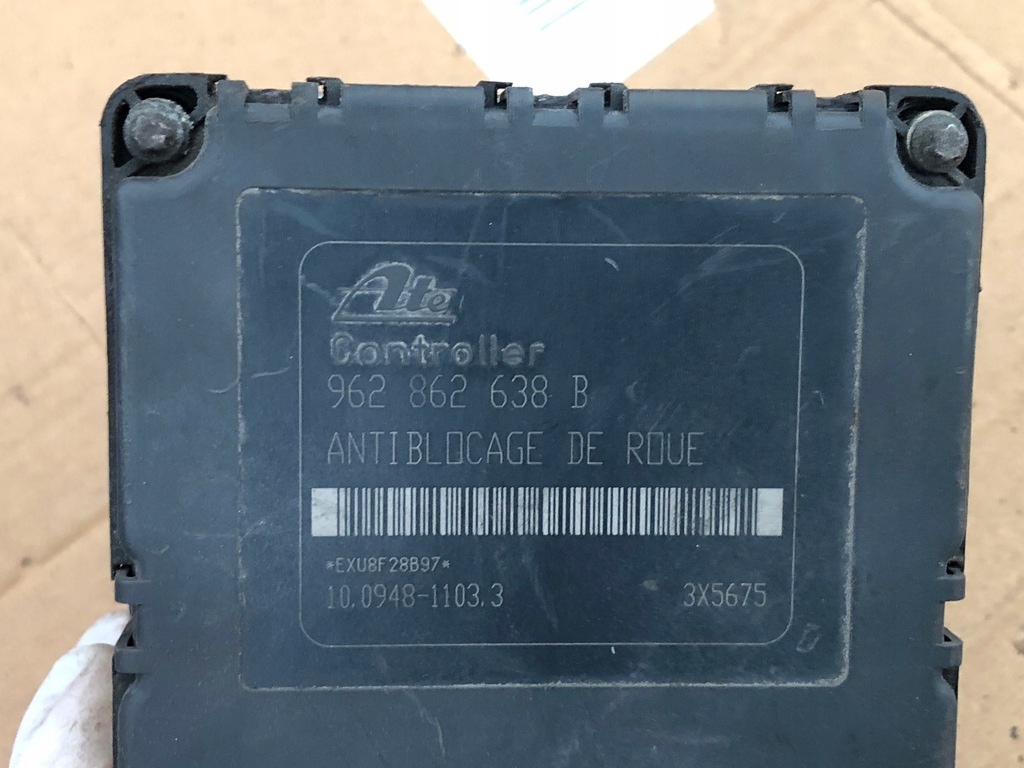 Ate
Controller
962 862 638 B
ANTIBLOCAGE DE ROUE
*EXU8F28B97*
10.0948-1103.3 3X5675